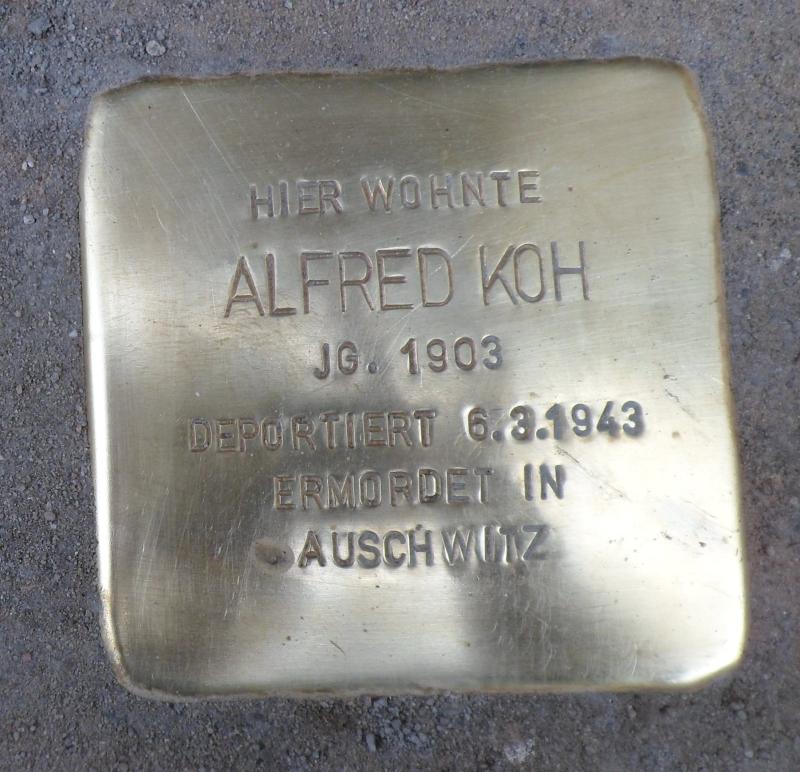 HIER WOHNTE
ALFRED KOH
JG. 1903
DEPORTIERT 6.3.1943
ERMORDET IN
AUSCHWITZ